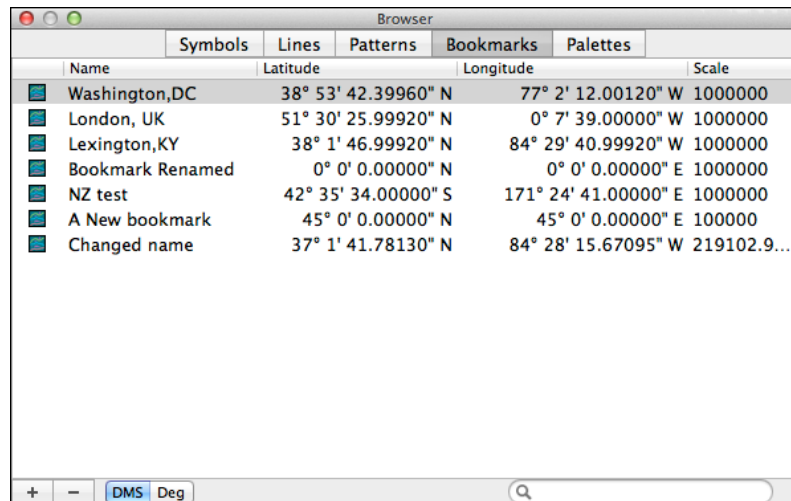 Browser
Symbols Lines Patterns Bookmarks Palettes
Name Latitude Longitude Scale
Washington,DC 38° 53' 42.39960" N 77° 2' 12.00120" W 1000000
London, UK 51° 30' 25.99920" N 0° 7' 39.00000" W 1000000
Lexington,KY 38° 1' 46.99920" N 84° 29' 40.99920" W 1000000
Bookmark Renamed 0° 0' 0.00000" N 0° 0' 0.00000" E 1000000
NZ test 42° 35' 34.00000" S 171° 24' 41.00000" E 1000000
A New bookmark 45° 0' 0.00000" N 45° 0' 0.00000" E 100000
Changed name 37° 1' 41.78130" N 84° 28' 15.67095" W 219102.9...
+ − DMS Deg